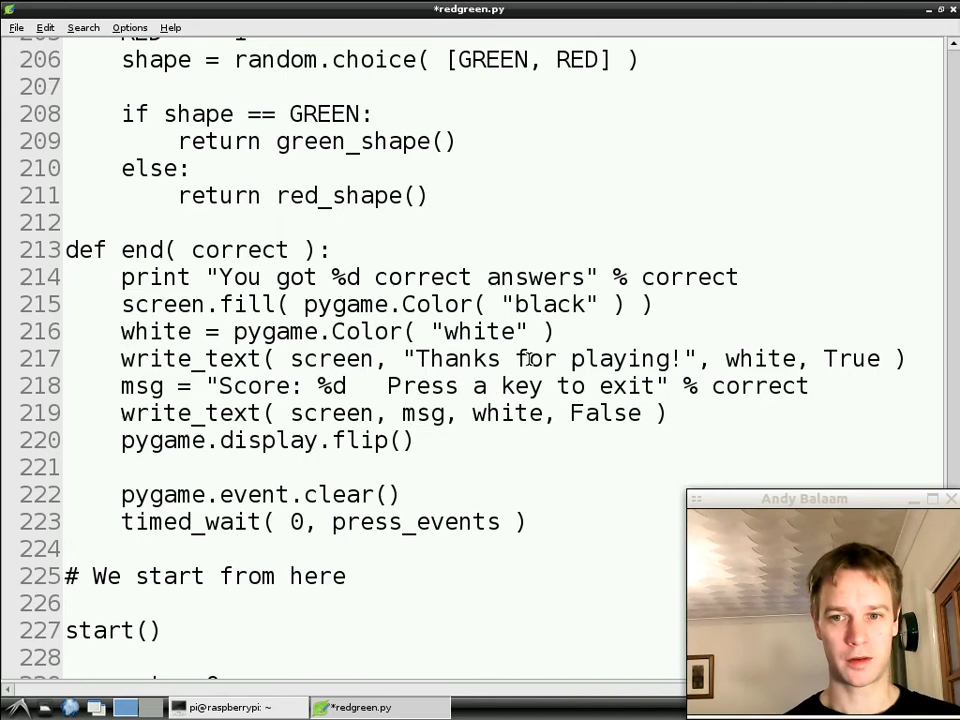 *redgreen.py
File Edit Search Options Help
206 shape = random.choice( [GREEN, RED] )
207
208 if shape == GREEN:
209 return green_shape()
210 else:
211 return red_shape()
212
213 def end( correct ):
214 print "You got %d correct answers" % correct
215 screen.fill( pygame.Color( "black" ) )
216 white = pygame.Color( "white" )
217 write_text( screen, "Thanks for playing!", white, True )
218 msg = "Score: %d   Press a key to exit" % correct
219 write_text( screen, msg, white, False )
220 pygame.display.flip()
221
222 pygame.event.clear()
223 timed_wait( 0, press_events )
224
225 # We start from here
226
227 start()
228
Andy Balaam
pi@raspberrypi: ~
*redgreen.py